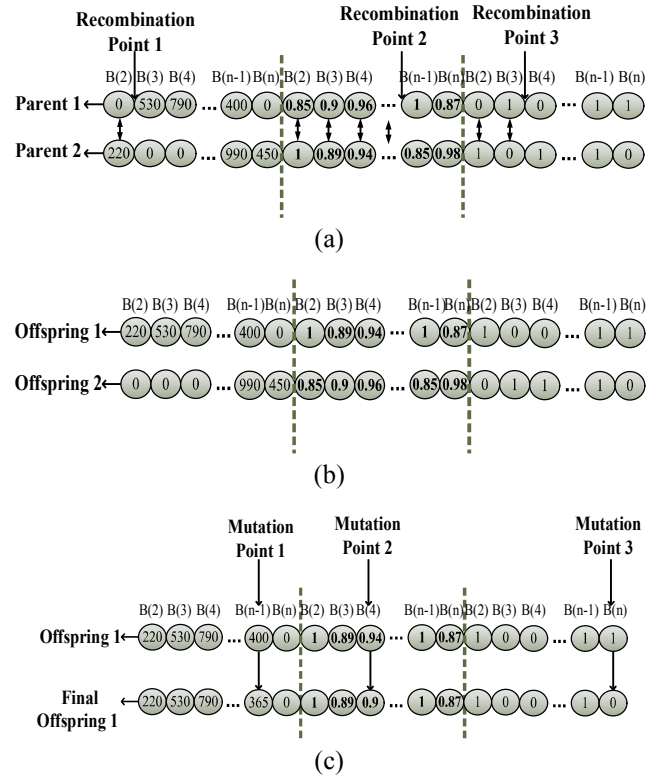 Recombination Point 1
Recombination Point 2
Recombination Point 3
B(2) B(3) B(4) B(n-1) B(n) B(2) B(3) B(4) B(n-1) B(n) B(2) B(3) B(4) B(n-1) B(n)
Parent 1 0 530 790 ... 400 0 0.85 0.9 0.96 ... 1 0.87 0 1 0 ... 1 1
Parent 2 220 0 0 ... 990 450 1 0.89 0.94 ... 0.85 0.98 1 0 1 ... 1 0
(a)
B(2) B(3) B(4) B(n-1) B(n) B(2) B(3) B(4) B(n-1) B(n) B(2) B(3) B(4) B(n-1) B(n)
Offspring 1 220 530 790 ... 400 0 1 0.89 0.94 ... 1 0.87 1 0 0 ... 1 1
Offspring 2 0 0 0 ... 990 450 0.85 0.9 0.96 ... 0.85 0.98 0 1 1 ... 1 0
(b)
Mutation Point 1
Mutation Point 2
Mutation Point 3
B(2) B(3) B(4) B(n-1) B(n) B(2) B(3) B(4) B(n-1) B(n) B(2) B(3) B(4) B(n-1) B(n)
Offspring 1 220 530 790 ... 400 0 1 0.89 0.94 ... 1 0.87 1 0 0 ... 1 1
Final Offspring 1 220 530 790 ... 365 0 1 0.89 0.9 ... 1 0.87 1 0 0 ... 1 0
(c)